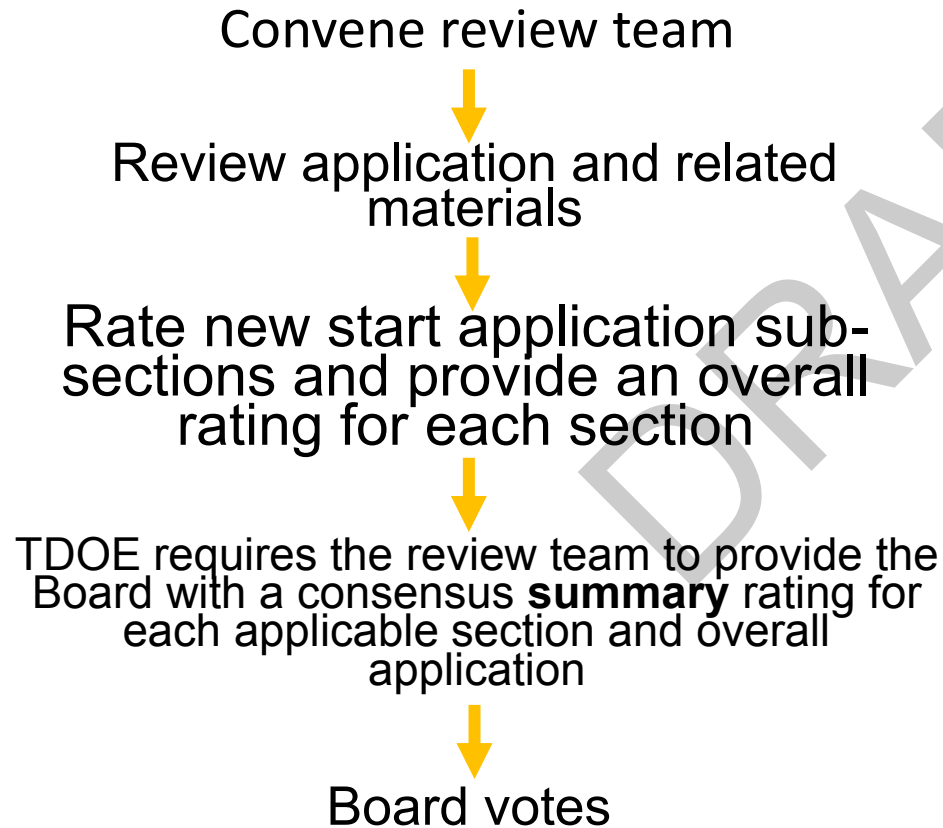 Convene review team
Review application and related
materials
Rate new start application sub-
sections and provide an overall
rating for each section
TDOE requires the review team to provide the
Board with a consensus summary rating for
each applicable section and overall
application
Board votes
DRA